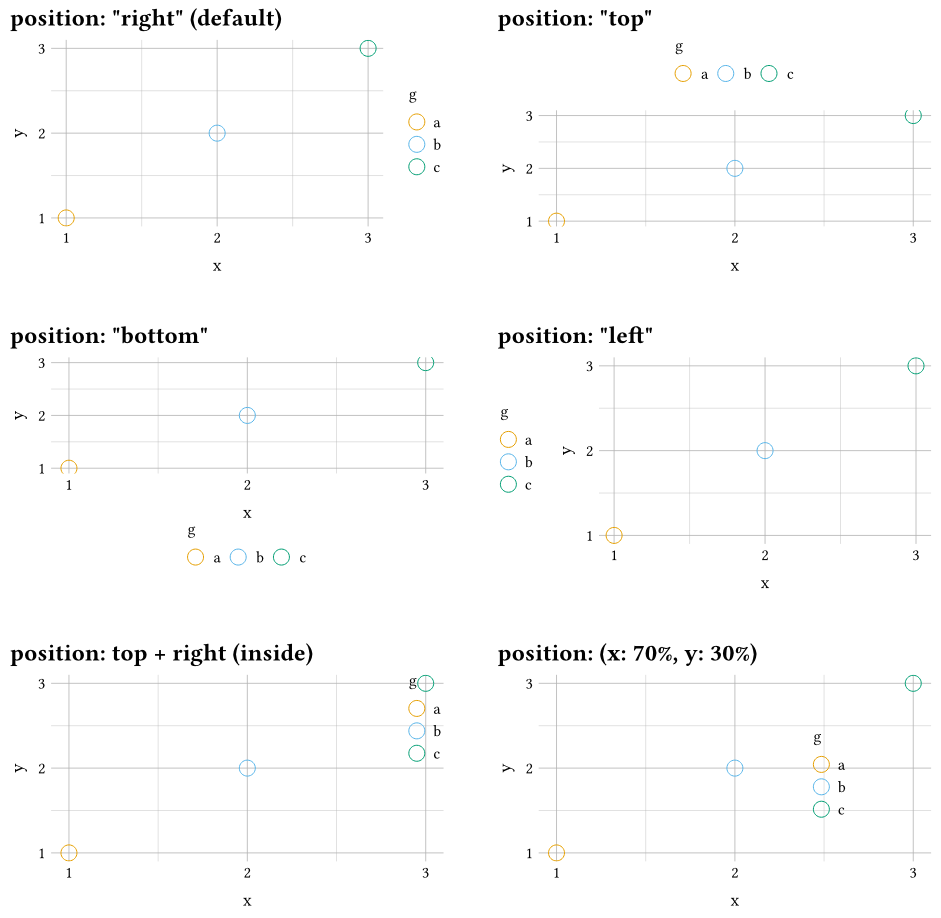 position: "right" (default)
3
2
1
y
1 2 3
x
g
a
b
c
position: "top"
g
a b c
3
2
1
y
1 2 3
x
position: "bottom"
3
2
1
y
1 2 3
x
g
a b c
position: "left"
g
a
b
c
3
2
1
y
1 2 3
x
position: top + right (inside)
3
2
1
y
1 2 3
x
g
a
b
c
position: (x: 70%, y: 30%)
3
2
1
y
1 2 3
x
g
a
b
c